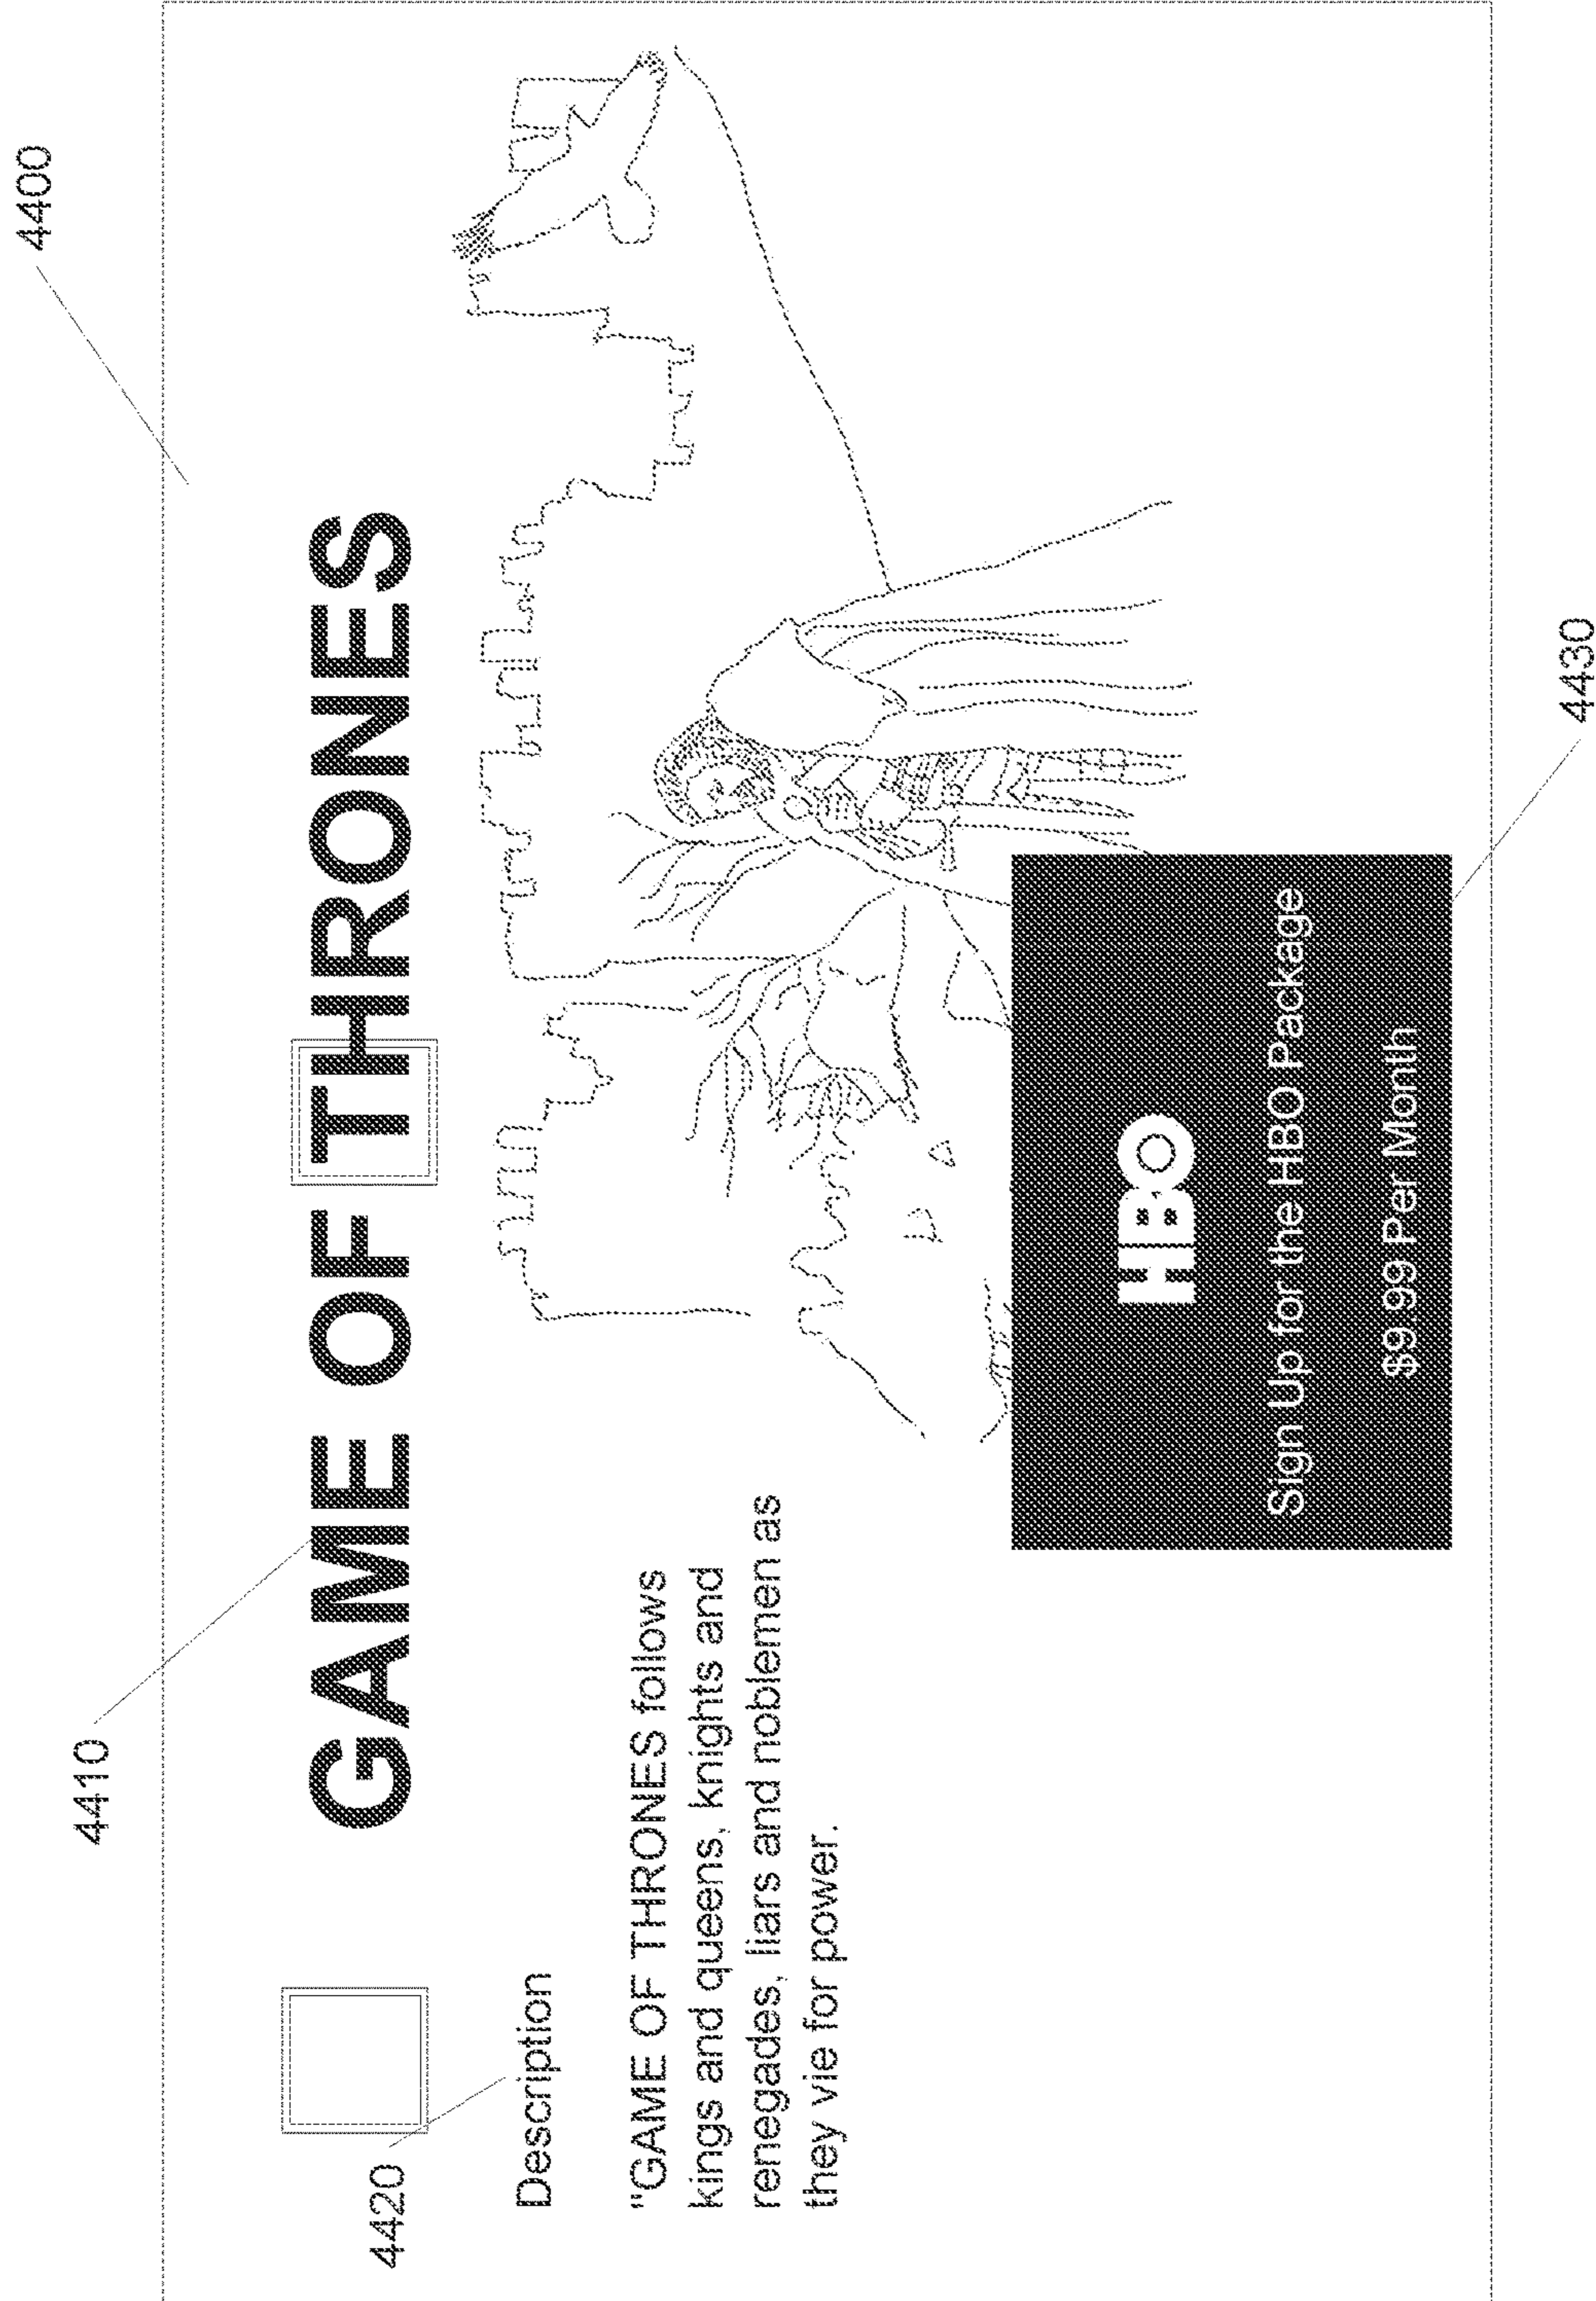 4400
4410
GAME OF THRONES
4420
Description
"GAME OF THRONES follows
kings and queens, knights and
renegades, liars and noblemen as
they vie for power.
HBO
Sign Up for the HBO Package
$9.99 Per Month
4430